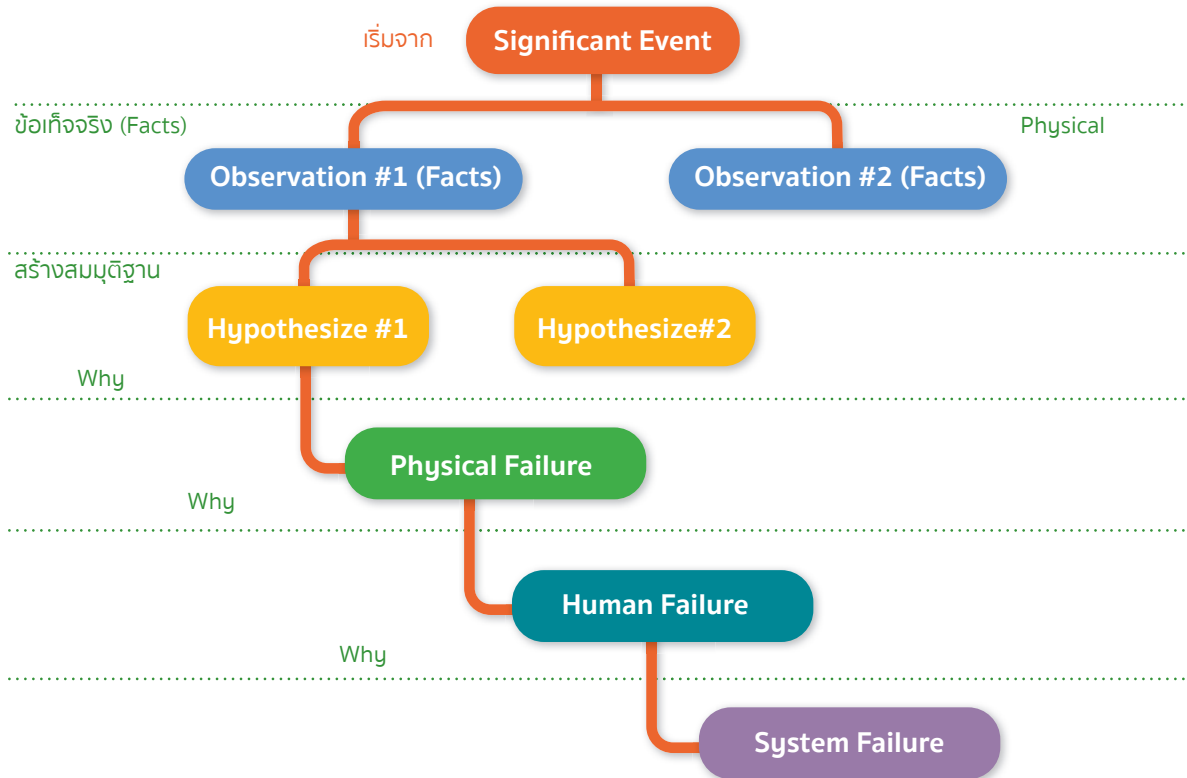 เริ่มจาก
Significant Event
ข้อเท็จจริง (Facts)
Physical
Observation #1 (Facts)
Observation #2 (Facts)
สร้างสมมุติฐาน
Hypothesize #1
Hypothesize#2
Why
Physical Failure
Why
Human Failure
Why
System Failure